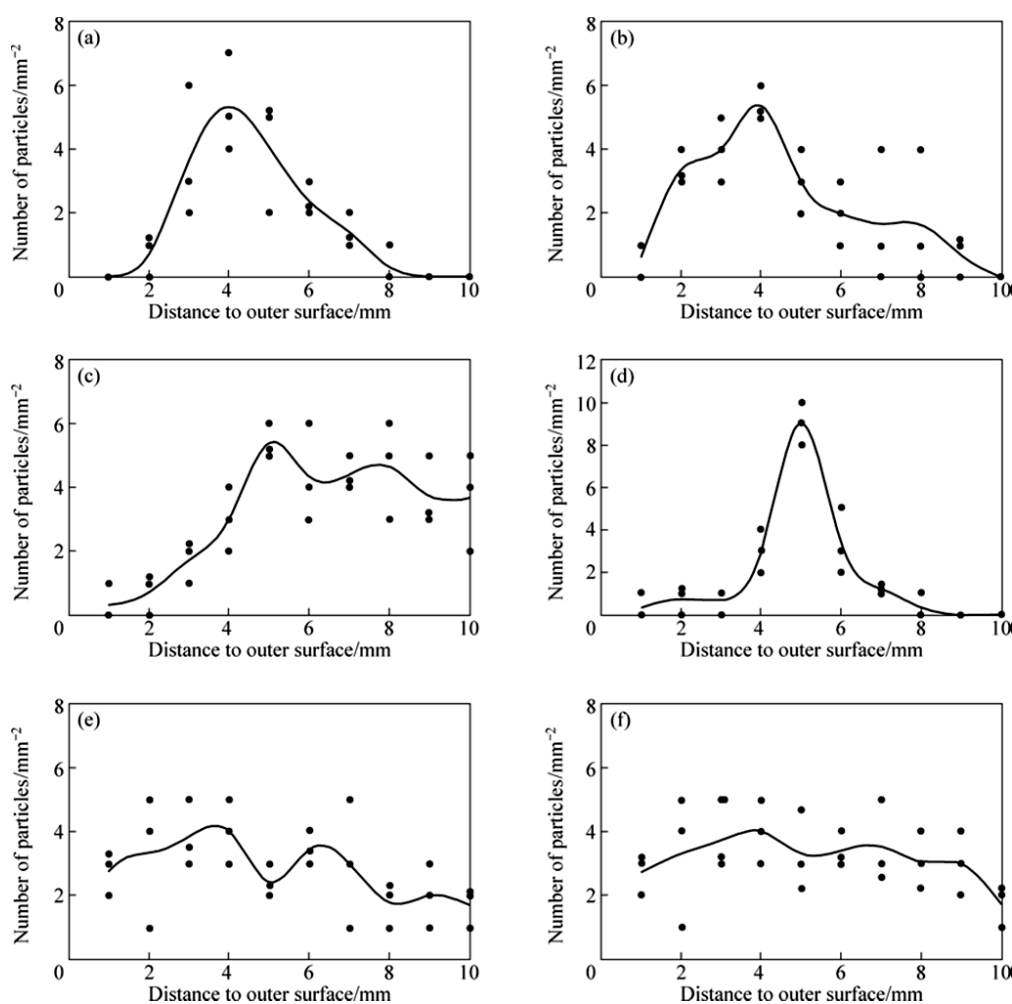 (a)
Number of particles/mm⁻²
8
6
4
2
0
2 4 6 8 10
Distance to outer surface/mm
(b)
Number of particles/mm⁻²
8
6
4
2
0
2 4 6 8 10
Distance to outer surface/mm
(c)
Number of particles/mm⁻²
8
6
4
2
0
2 4 6 8 10
Distance to outer surface/mm
(d)
Number of particles/mm⁻²
12
10
8
6
4
2
0
2 4 6 8 10
Distance to outer surface/mm
(e)
Number of particles/mm⁻²
8
6
4
2
0
2 4 6 8 10
Distance to outer surface/mm
(f)
Number of particles/mm⁻²
8
6
4
2
0
2 4 6 8 10
Distance to outer surface/mm